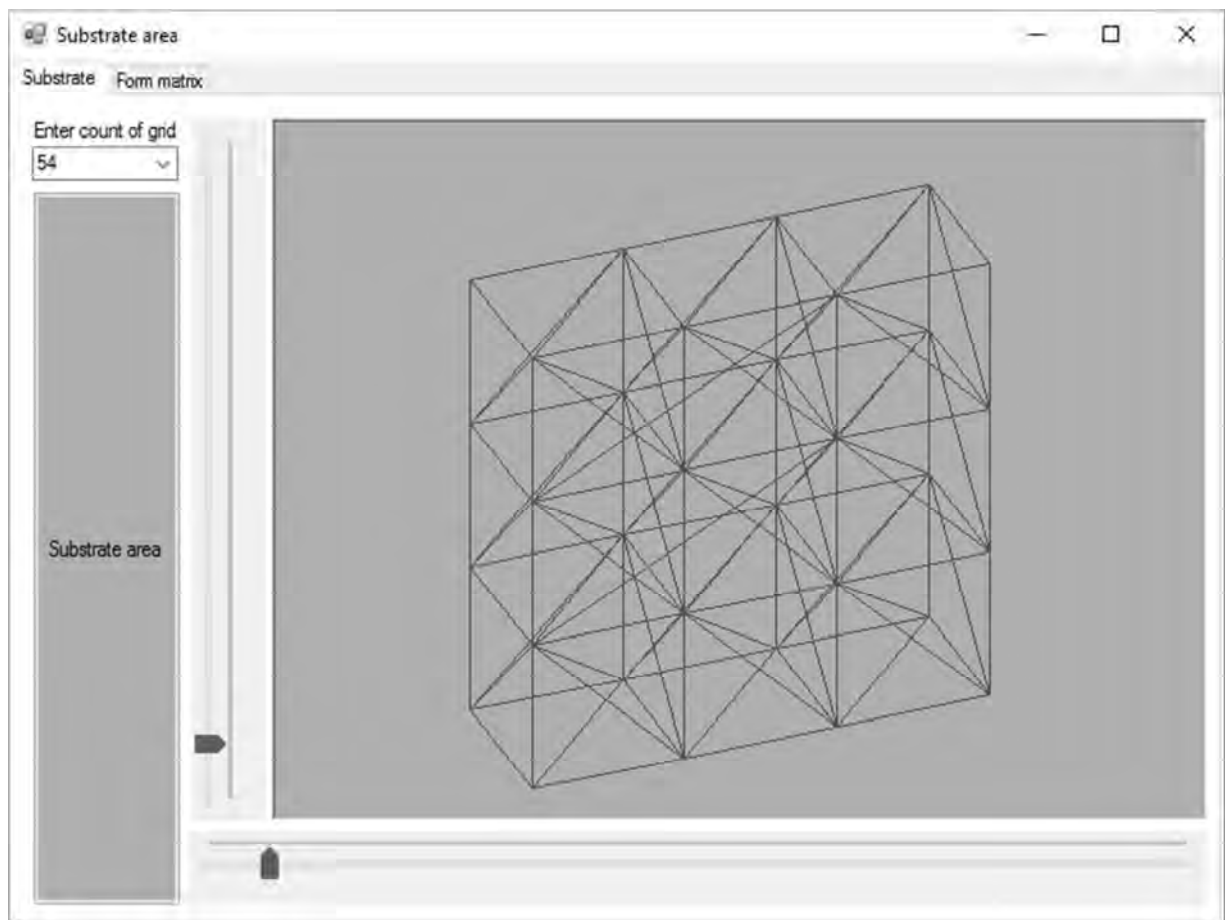 Substrate area
Substrate Form matrix
Enter count of grid
54
Substrate area